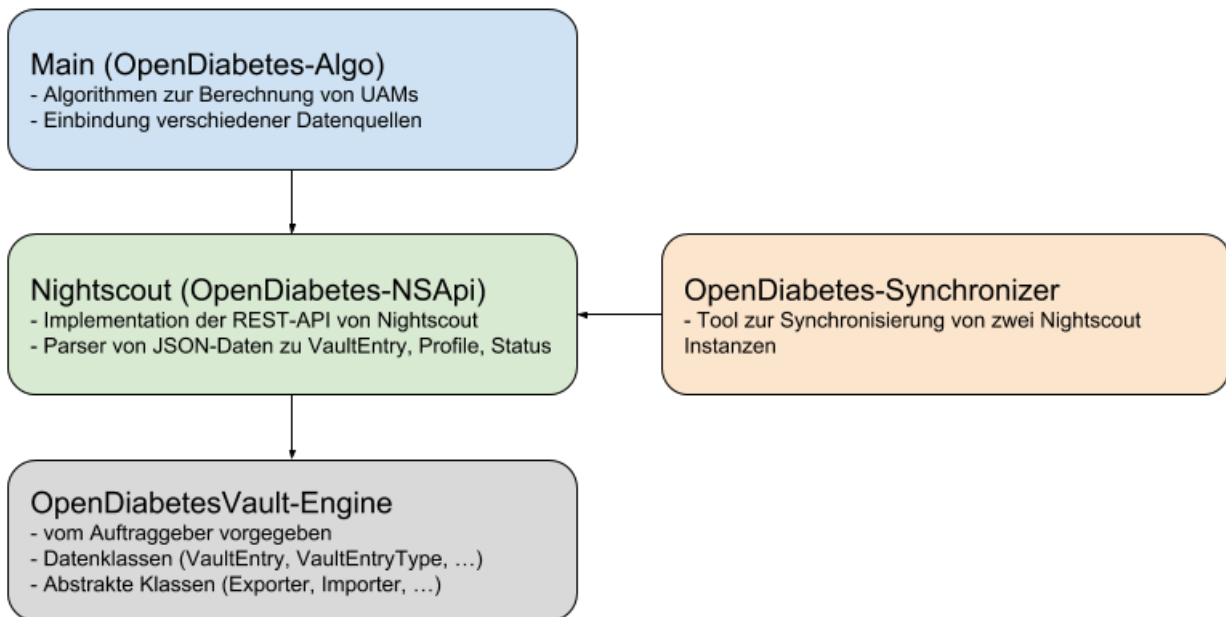 Main (OpenDiabetes-Algo)
- Algorithmen zur Berechnung von UAMs
- Einbindung verschiedener Datenquellen
Nightscout (OpenDiabetes-NSApi)
- Implementation der REST-API von Nightscout
- Parser von JSON-Daten zu VaultEntry, Profile, Status
OpenDiabetes-Synchronizer
- Tool zur Synchronisierung von zwei Nightscout
Instanzen
OpenDiabetesVault-Engine
- vom Auftraggeber vorgegeben
- Datenklassen (VaultEntry, VaultEntryType, …)
- Abstrakte Klassen (Exporter, Importer, …)